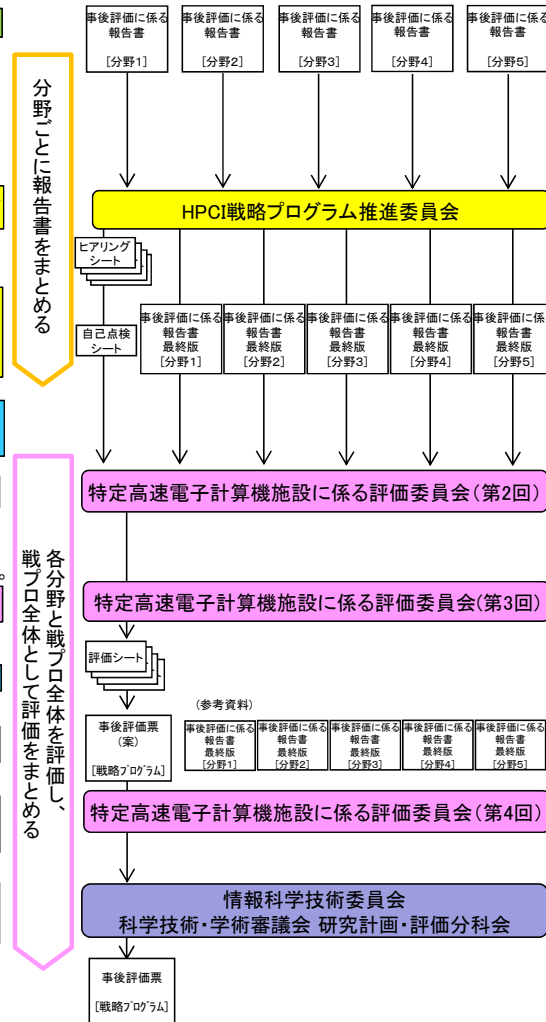 事後評価に係る
報告書
[分野1]
事後評価に係る
報告書
[分野2]
事後評価に係る
報告書
[分野3]
事後評価に係る
報告書
[分野4]
事後評価に係る
報告書
[分野5]
分野ごとに報告書をまとめる
HPCI戦略プログラム推進委員会
ヒアリング
シート
自己点検
シート
事後評価に係る
報告書
最終版
[分野1]
事後評価に係る
報告書
最終版
[分野2]
事後評価に係る
報告書
最終版
[分野3]
事後評価に係る
報告書
最終版
[分野4]
事後評価に係る
報告書
最終版
[分野5]
特定高速電子計算機施設に係る評価委員会(第2回)
各分野と戦プロ全体を評価し、
戦プロ全体として評価をまとめる
。
特定高速電子計算機施設に係る評価委員会(第3回)
評価シート
事後評価票
(案)
[戦略プログラム]
(参考資料)
事後評価に係る
報告書
最終版
[分野1]
事後評価に係る
報告書
最終版
[分野2]
事後評価に係る
報告書
最終版
[分野3]
事後評価に係る
報告書
最終版
[分野4]
事後評価に係る
報告書
最終版
[分野5]
特定高速電子計算機施設に係る評価委員会(第4回)
情報科学技術委員会
科学技術・学術審議会 研究計画・評価分科会
事後評価票
[戦略プログラム]